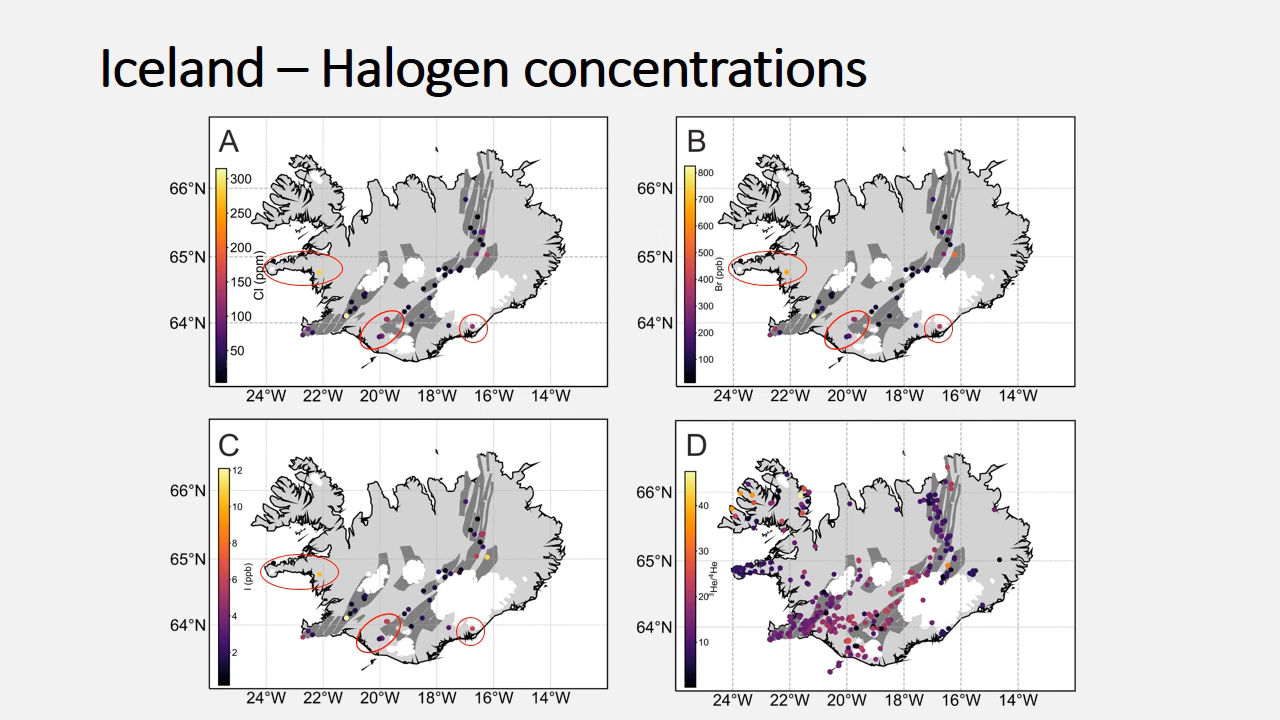 Iceland – Halogen concentrations
A
300
250
200
150
100
50
Cl (ppm)
66°N
65°N
64°N
24°W 22°W 20°W 18°W 16°W 14°W
B
800
700
600
500
400
300
200
100
Br (ppb)
66°N
65°N
64°N
24°W 22°W 20°W 18°W 16°W 14°W
C
12
10
8
6
4
2
I (ppb)
66°N
65°N
64°N
24°W 22°W 20°W 18°W 16°W 14°W
D
40
30
20
10
³He/⁴He
66°N
65°N
64°N
24°W 22°W 20°W 18°W 16°W 14°W